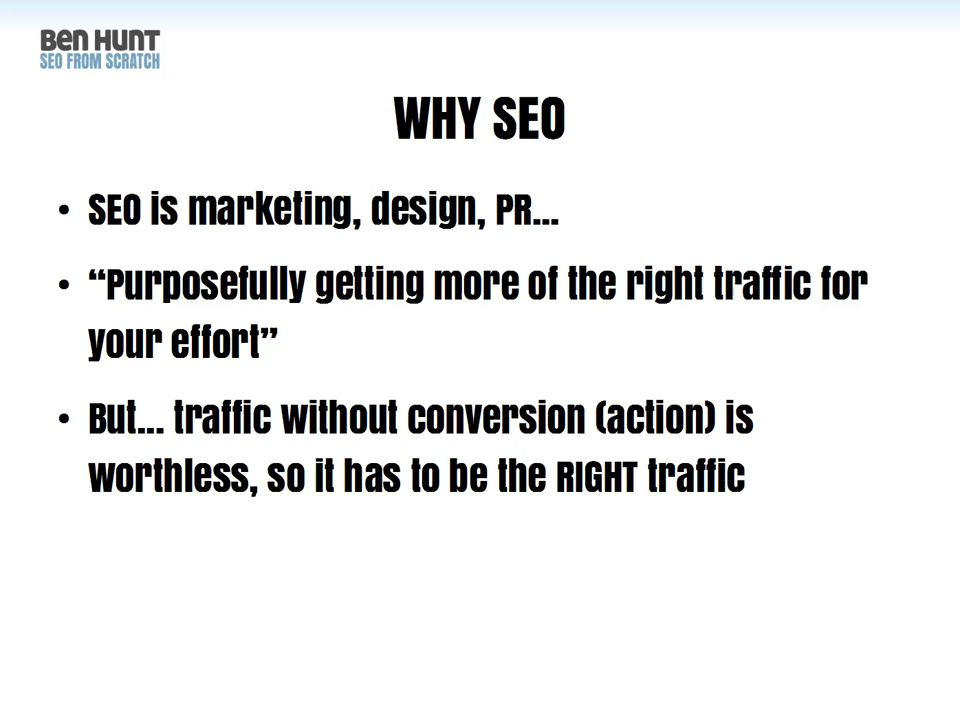 Ben Hunt
SEO FROM SCRATCH
WHY SEO
• SEO is marketing, design, PR...
• “Purposefully getting more of the right traffic for
your effort”
• But... traffic without conversion (action) is
worthless, so it has to be the RIGHT traffic